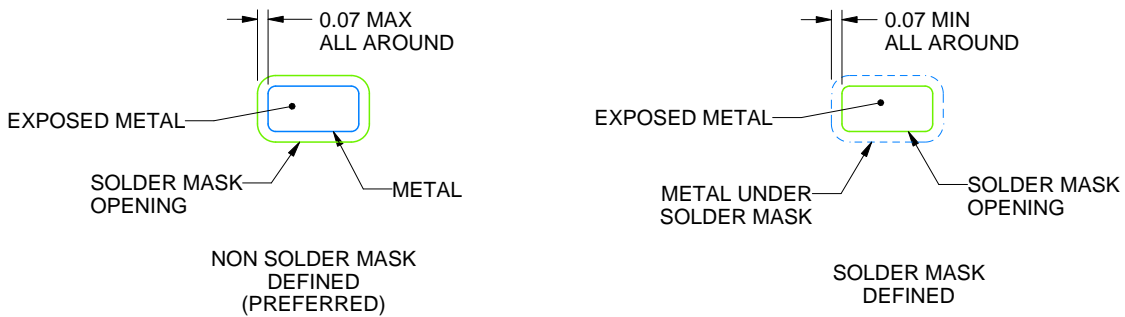 0.07 MAX
ALL AROUND
EXPOSED METAL
SOLDER MASK
OPENING
METAL
NON SOLDER MASK
DEFINED
(PREFERRED)
0.07 MIN
ALL AROUND
EXPOSED METAL
METAL UNDER
SOLDER MASK
SOLDER MASK
OPENING
SOLDER MASK
DEFINED